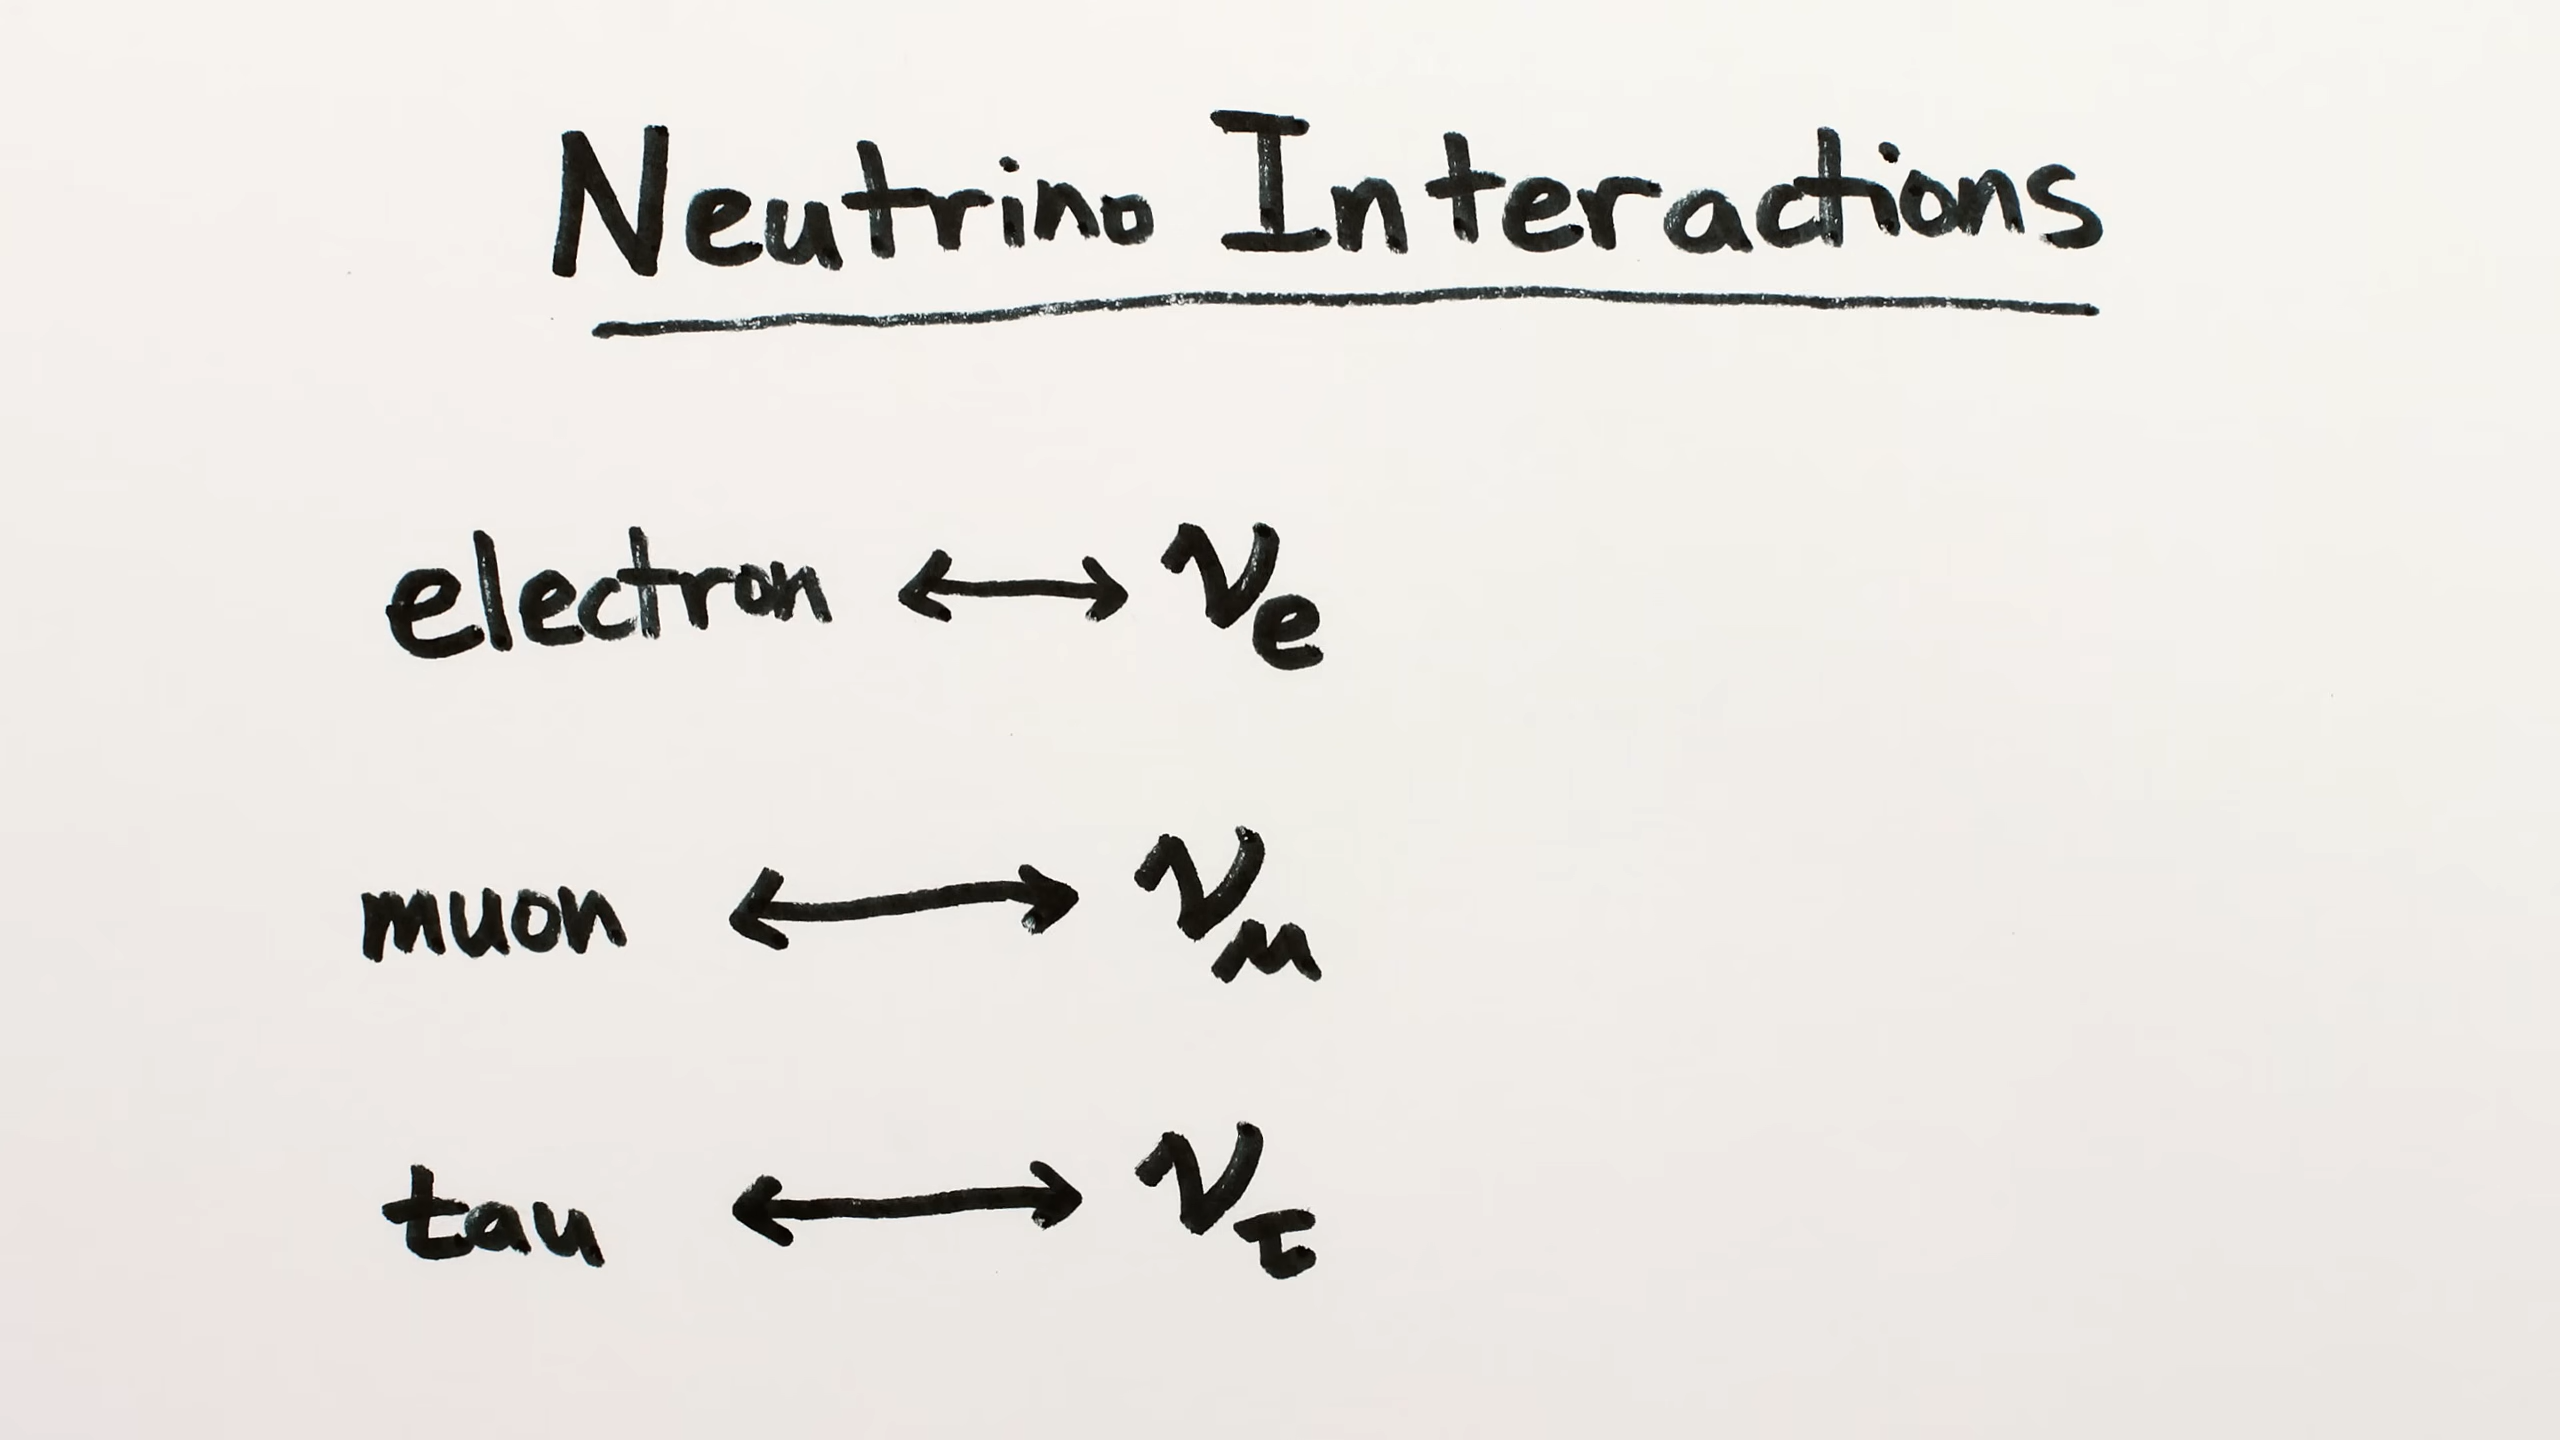 Neutrino Interactions
electron ↔ νe
muon ↔ νμ
tau ↔ ντ